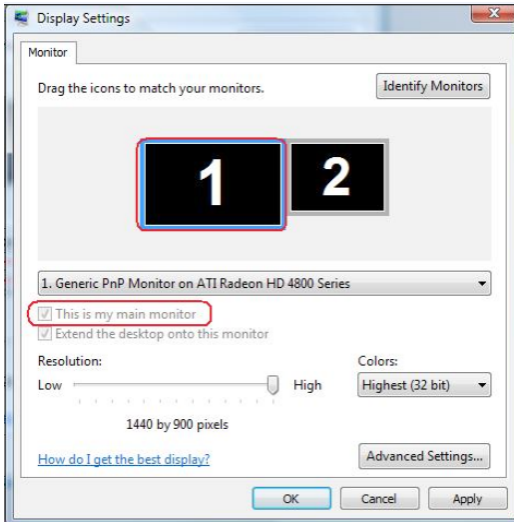 Display Settings
Monitor
Drag the icons to match your monitors.
Identify Monitors
1 2
1. Generic PnP Monitor on ATI Radeon HD 4800 Series
This is my main monitor
Extend the desktop onto this monitor
Resolution: Colors:
Low High Highest (32 bit)
1440 by 900 pixels
How do I get the best display? Advanced Settings...
OK Cancel Apply